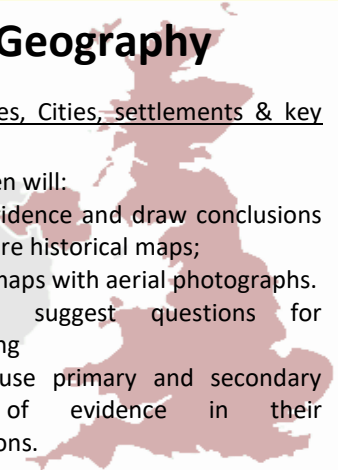 Geography
es, Cities, settlements & key
en will:
idence and draw conclusions
re historical maps;
maps with aerial photographs.
suggest questions for
ng
use primary and secondary
of evidence in their
ons.